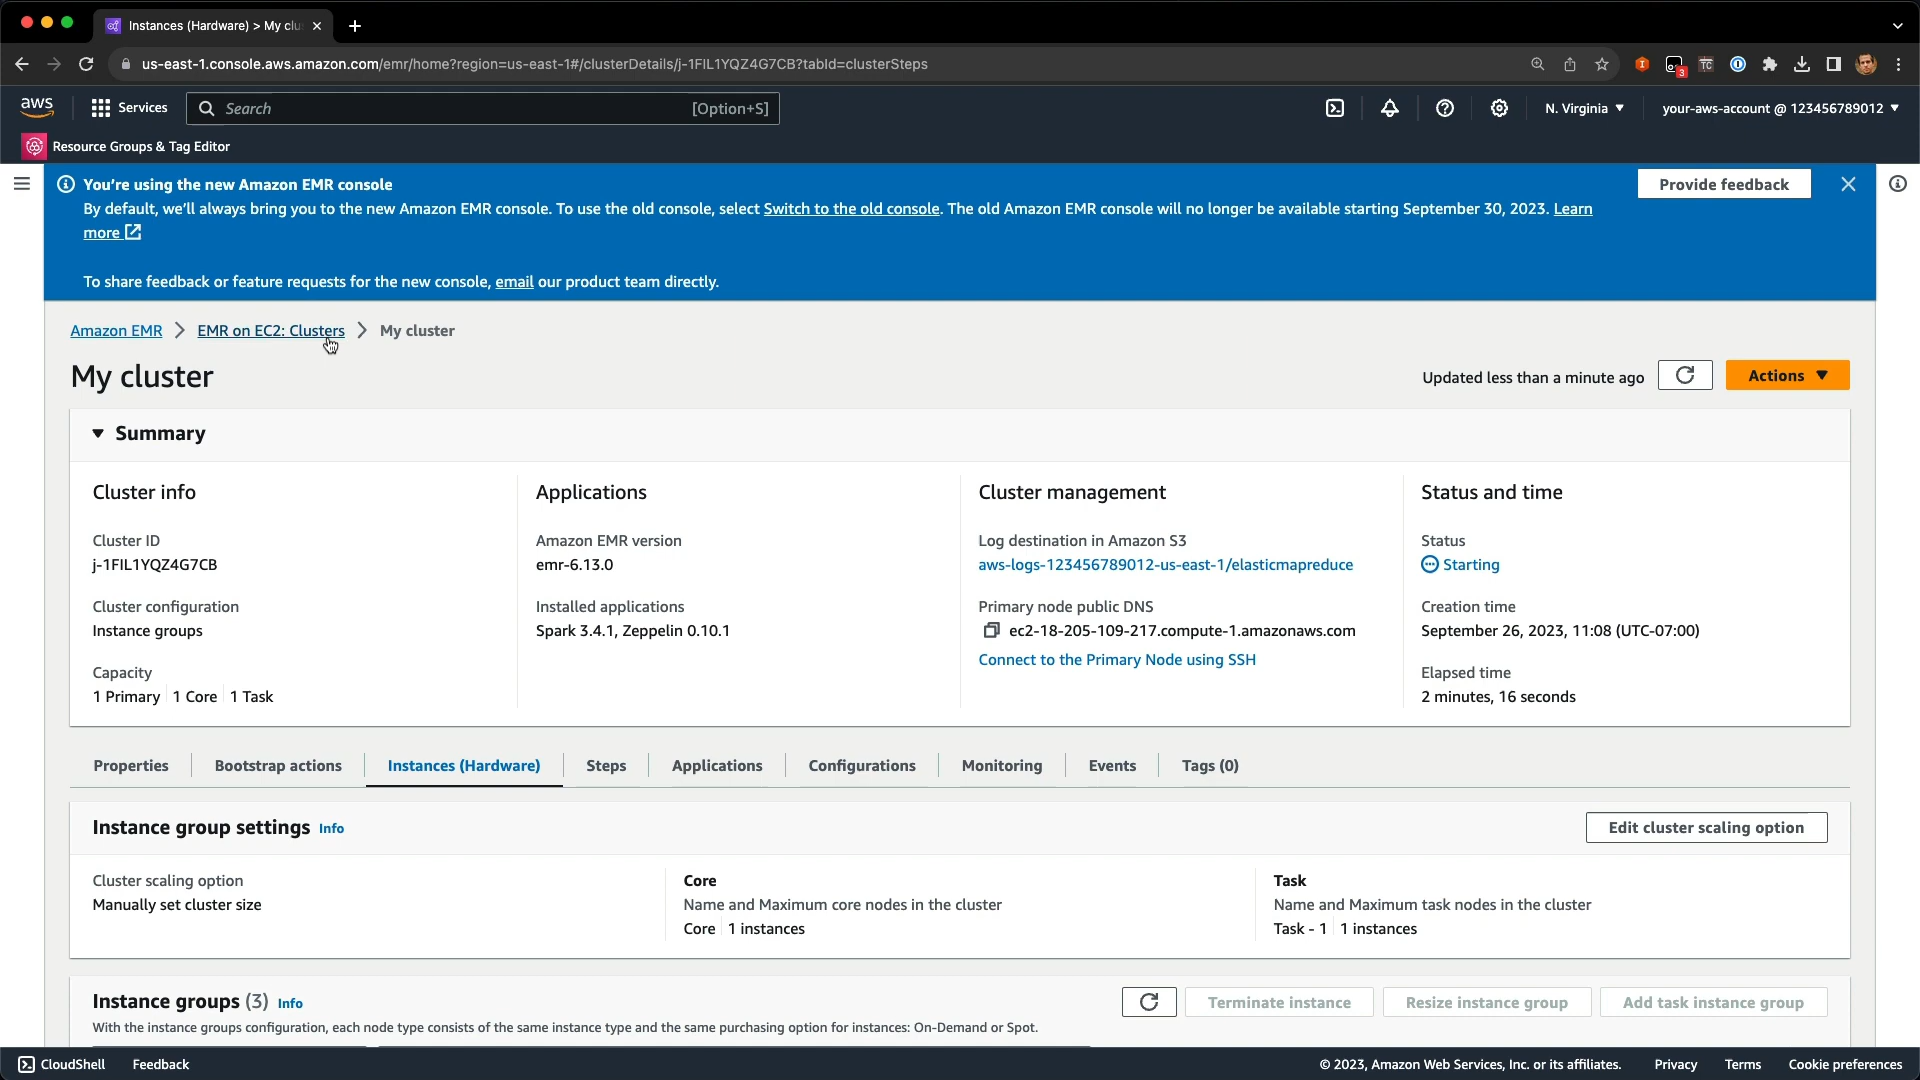 Instances (Hardware) > My clu
us-east-1.console.aws.amazon.com/emr/home?region=us-east-1#/clusterDetails/j-1FIL1YQZ4G7CB?tabId=clusterSteps
3
TC
aws
Services
Search
[Option+S]
N. Virginia
your-aws-account @ 123456789012
Resource Groups & Tag Editor
You're using the new Amazon EMR console
Provide feedback
By default, we'll always bring you to the new Amazon EMR console. To use the old console, select Switch to the old console. The old Amazon EMR console will no longer be available starting September 30, 2023. Learn
more
To share feedback or feature requests for the new console, email our product team directly.
Amazon EMR > EMR on EC2: Clusters > My cluster
My cluster
Updated less than a minute ago
Actions
Summary
Cluster info
Cluster ID
j-1FIL1YQZ4G7CB
Cluster configuration
Instance groups
Capacity
1 Primary 1 Core 1 Task
Applications
Amazon EMR version
emr-6.13.0
Installed applications
Spark 3.4.1, Zeppelin 0.10.1
Cluster management
Log destination in Amazon S3
aws-logs-123456789012-us-east-1/elasticmapreduce
Primary node public DNS
ec2-18-205-109-217.compute-1.amazonaws.com
Connect to the Primary Node using SSH
Status and time
Status
Starting
Creation time
September 26, 2023, 11:08 (UTC-07:00)
Elapsed time
2 minutes, 16 seconds
Properties
Bootstrap actions
Instances (Hardware)
Steps
Applications
Configurations
Monitoring
Events
Tags (0)
Instance group settings Info
Edit cluster scaling option
Cluster scaling option
Manually set cluster size
Core
Name and Maximum core nodes in the cluster
Core 1 instances
Task
Name and Maximum task nodes in the cluster
Task - 1 1 instances
Instance groups (3) Info
Terminate instance
Resize instance group
Add task instance group
With the instance groups configuration, each node type consists of the same instance type and the same purchasing option for instances: On-Demand or Spot.
CloudShell
Feedback
© 2023, Amazon Web Services, Inc. or its affiliates.
Privacy
Terms
Cookie preferences